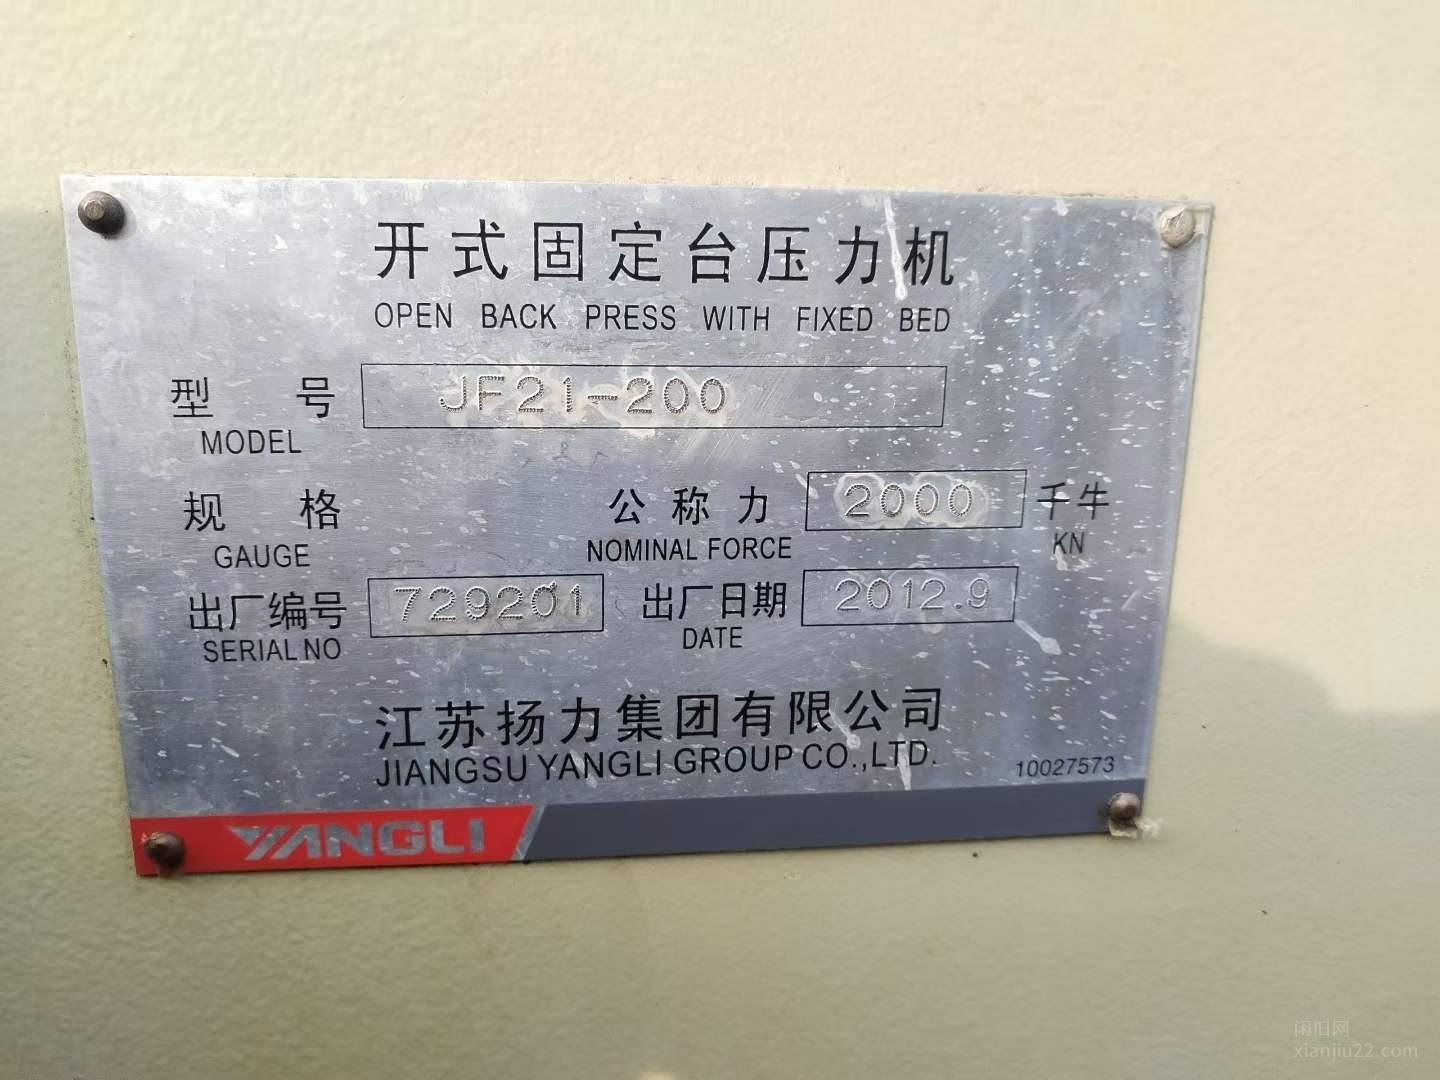 开式固定台压力机
OPEN BACK PRESS WITH FIXED BED
型 号 JF21-200
MODEL
规 格 公称力 2000 千牛
GAUGE NOMINAL FORCE KN
出厂编号 729201 出厂日期 2012.9
SERIAL NO DATE
江苏扬力集团有限公司
JIANGSU YANGLI GROUP CO.,LTD.
10027573
YANGLI
闲旧网
xianjiu22.com